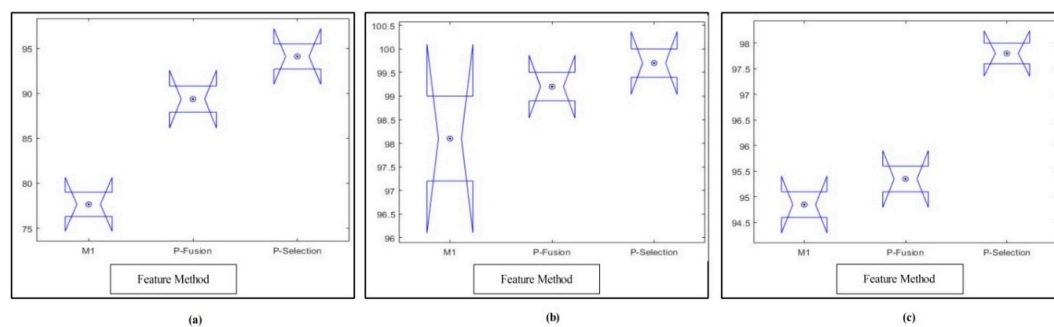 95
90
85
80
75
M1 P-Fusion P-Selection
Feature Method
(a)
100.5
100
99.5
99
98.5
98
97.5
97
96.5
96
M1 P-Fusion P-Selection
Feature Method
(b)
98
97.5
97
96.5
96
95.5
95
94.5
M1 P-Fusion P-Selection
Feature Method
(c)